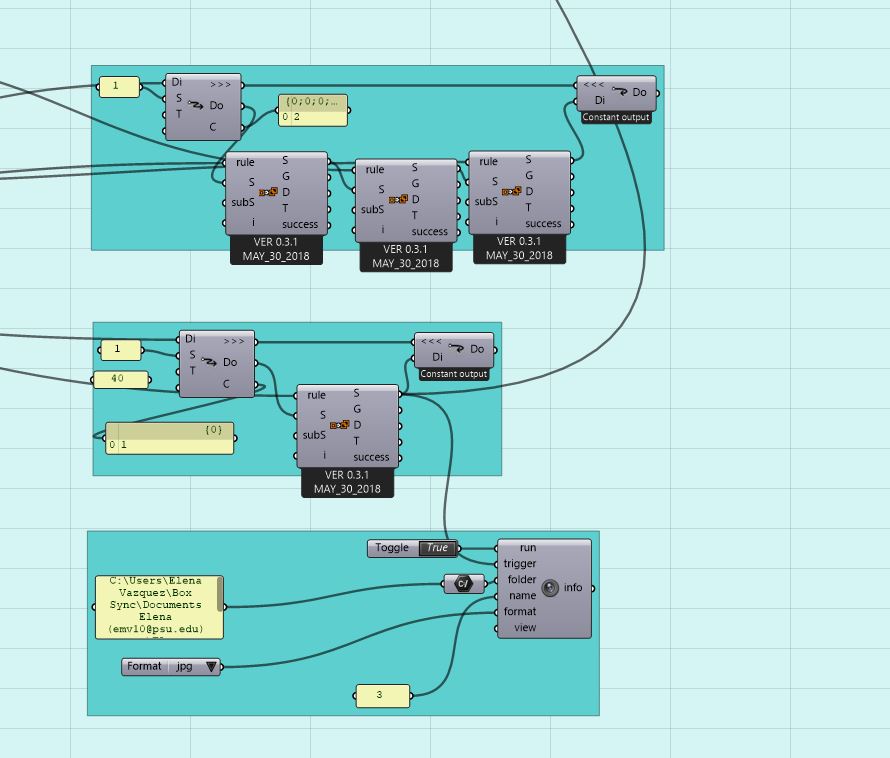 1
Di >>>
S Do
T C
{0;0;0;...
0 2
<<< Do
Di
Constant output
rule S
S G
subS D
i T
success
VER 0.3.1
MAY_30_2018
rule S
S G
subS D
i T
success
VER 0.3.1
MAY_30_2018
rule S
S G
subS D
i T
success
VER 0.3.1
MAY_30_2018
1
40
Di >>>
S Do
T C
{0}
0 1
<<< Do
Di
Constant output
rule S
S G
subS D
i T
success
VER 0.3.1
MAY_30_2018
Toggle True
C:\Users\Elena
Vazquez\Box
Sync\Documents
Elena
(emv10@psu.edu)
Format jpg
3
C:/
run
trigger
folder
name
format
view
info